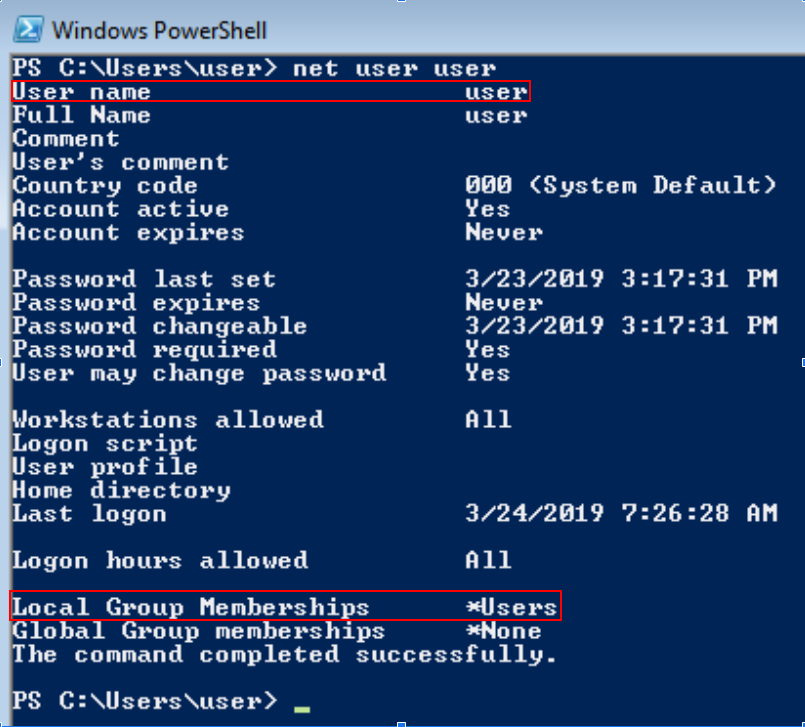 Windows PowerShell
PS C:\Users\user> net user user
User name user
Full Name user
Comment
User's comment
Country code 000 (System Default)
Account active Yes
Account expires Never
Password last set 3/23/2019 3:17:31 PM
Password expires Never
Password changeable 3/23/2019 3:17:31 PM
Password required Yes
User may change password Yes
Workstations allowed All
Logon script
User profile
Home directory
Last logon 3/24/2019 7:26:28 AM
Logon hours allowed All
Local Group Memberships *Users
Global Group memberships *None
The command completed successfully.
PS C:\Users\user> _